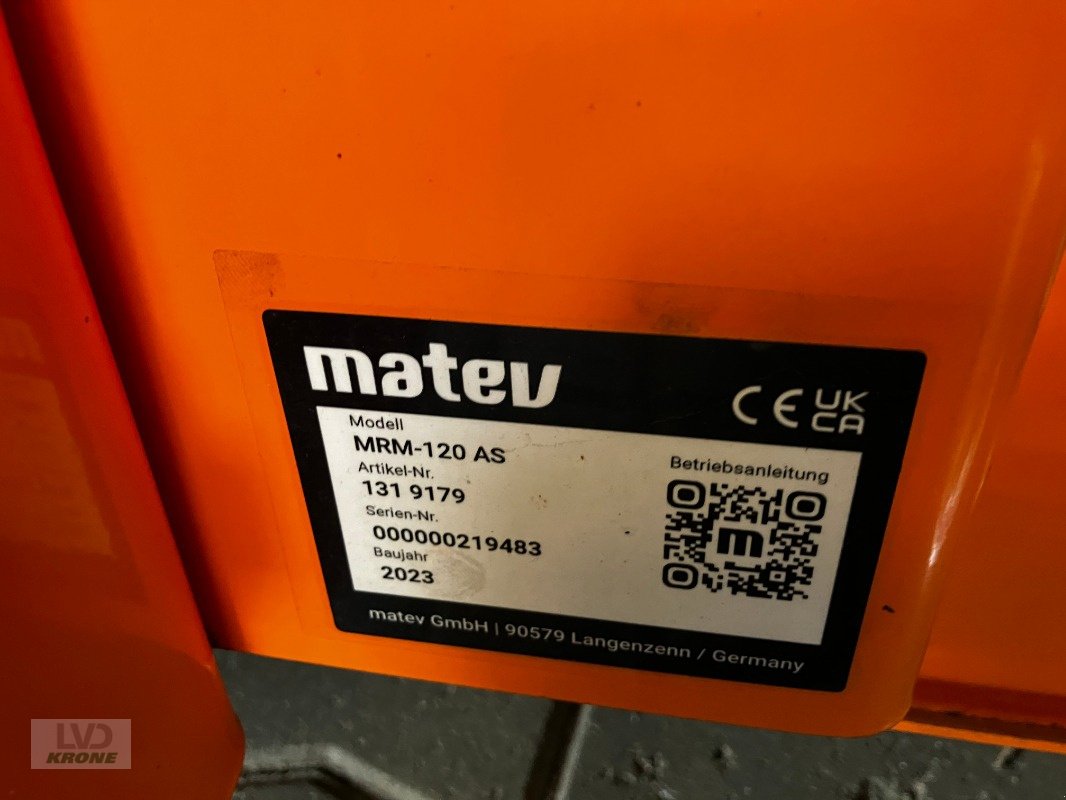 matev
CE UK
CA
Modell
MRM-120 AS
Artikel-Nr.
131 9179
Serien-Nr.
000000219483
Baujahr
2023
Betriebsanleitung
m
matev GmbH | 90579 Langenzenn / Germany
LVD
KRONE